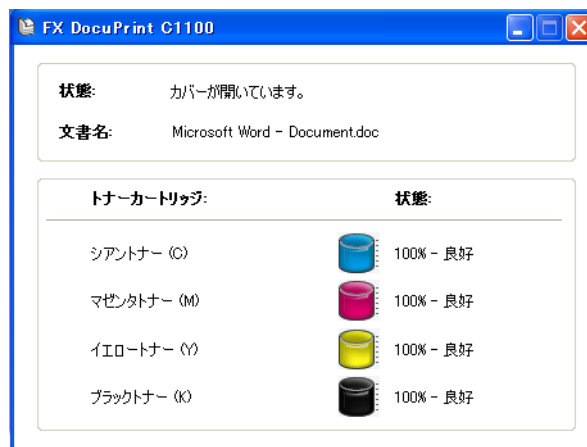 FX DocuPrint C1100
状態: カバーが開いています。
文書名: Microsoft Word - Document.doc
トナーカートリッジ: 状態:
シアントナー (C) 100% - 良好
マゼンタトナー (M) 100% - 良好
イエロートナー (Y) 100% - 良好
ブラックトナー (K) 100% - 良好